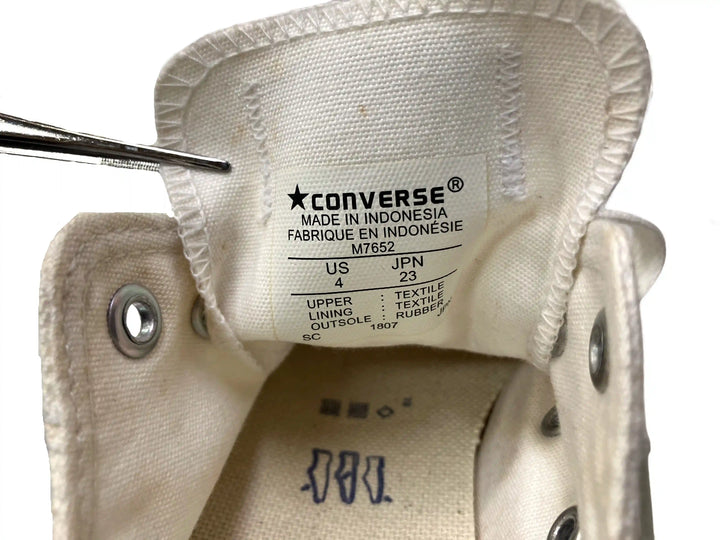 ★CONVERSE®
MADE IN INDONESIA
FABRIQUE EN INDONÉSIE
M7652
US JPN
4 23
UPPER : TEXTILE
LINING : TEXTILE
OUTSOLE : RUBBER
SC 1807